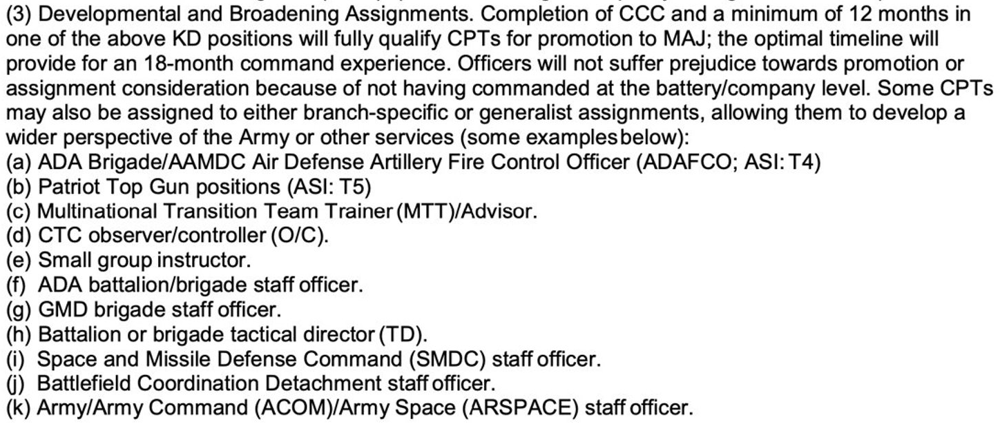 (3) Developmental and Broadening Assignments. Completion of CCC and a minimum of 12 months in
one of the above KD positions will fully qualify CPTs for promotion to MAJ; the optimal timeline will
provide for an 18-month command experience. Officers will not suffer prejudice towards promotion or
assignment consideration because of not having commanded at the battery/company level. Some CPTs
may also be assigned to either branch-specific or generalist assignments, allowing them to develop a
wider perspective of the Army or other services (some examples below):
(a) ADA Brigade/AAMDC Air Defense Artillery Fire Control Officer (ADAFCO; ASI: T4)
(b) Patriot Top Gun positions (ASI: T5)
(c) Multinational Transition Team Trainer (MTT)/Advisor.
(d) CTC observer/controller (O/C).
(e) Small group instructor.
(f) ADA battalion/brigade staff officer.
(g) GMD brigade staff officer.
(h) Battalion or brigade tactical director (TD).
(i) Space and Missile Defense Command (SMDC) staff officer.
(j) Battlefield Coordination Detachment staff officer.
(k) Army/Army Command (ACOM)/Army Space (ARSPACE) staff officer.